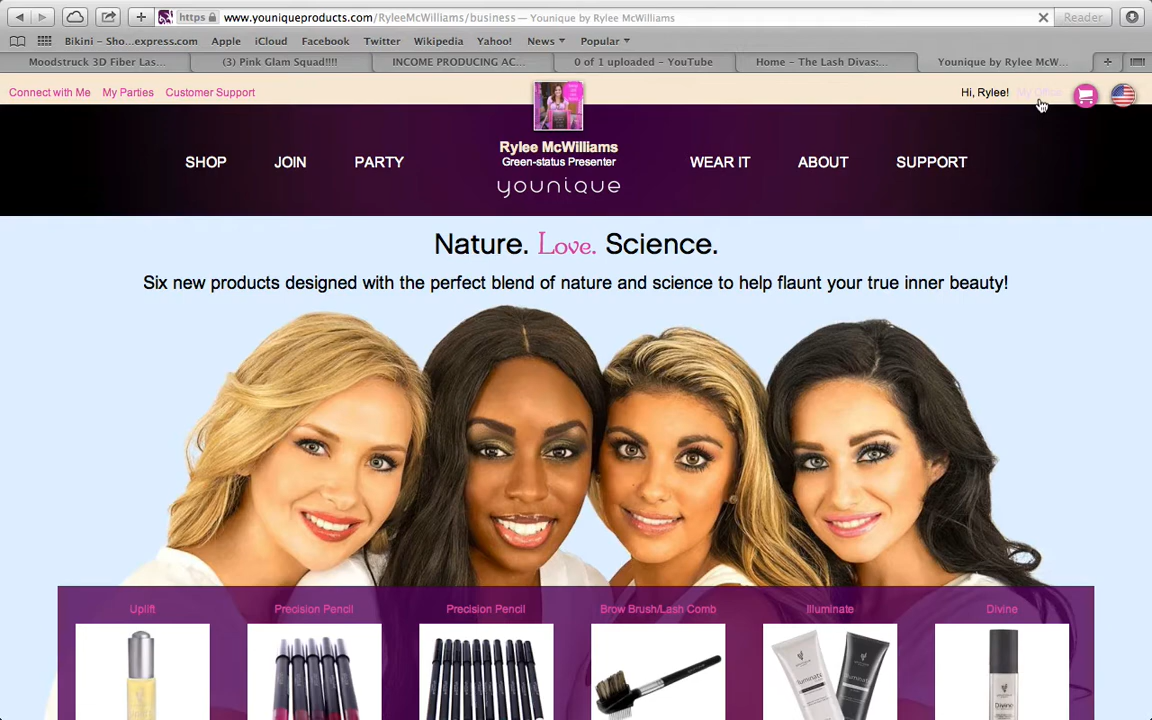 https www.youniqueproducts.com/RyleeMcWilliams/business — Younique by Rylee McWilliams
Reader
Bikini - Sho...express.com Apple iCloud Facebook Twitter Wikipedia Yahoo! News Popular
Moodstruck 3D Fiber Las... (3) Pink Glam Squad!!!! INCOME PRODUCING AC... 0 of 1 uploaded - YouTube Home - The Lash Divas:... Younique by Rylee McW...
Connect with Me My Parties Customer Support Hi, Rylee! My Office
SHOP JOIN PARTY Rylee McWilliams WEAR IT ABOUT SUPPORT
Green-status Presenter
younique
Nature. Love. Science.
Six new products designed with the perfect blend of nature and science to help flaunt your true inner beauty!
Uplift Precision Pencil Precision Pencil Brow Brush/Lash Comb Illuminate Divine